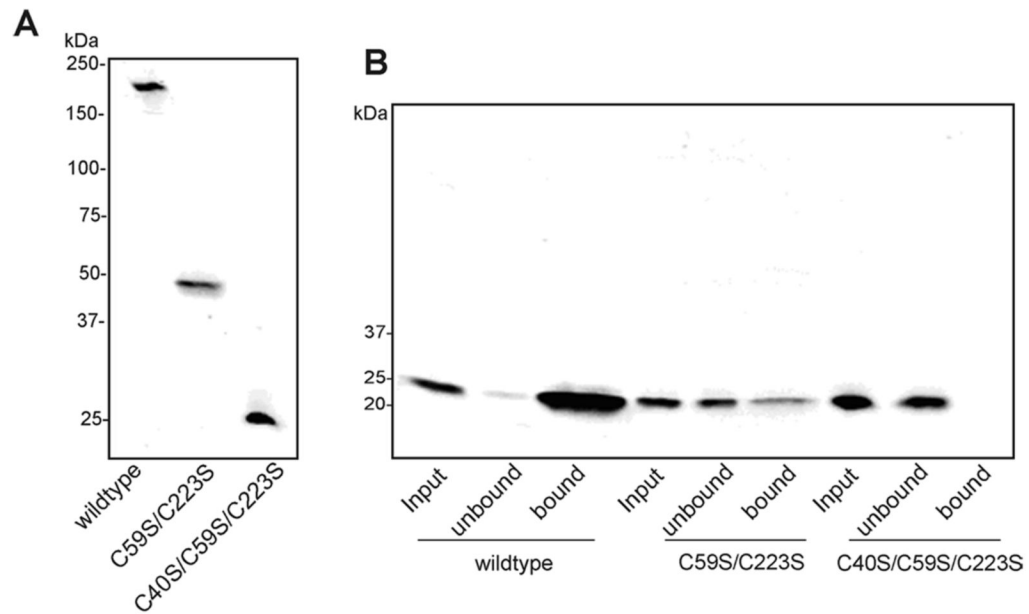 A
kDa
250-
150-
100-
75-
50-
37-
25-
wildtype
C59S/C223S
C40S/C59S/C223S
B
kDa
37-
25-
20-
Input
unbound
bound
Input
unbound
bound
Input
unbound
bound
wildtype
C59S/C223S
C40S/C59S/C223S